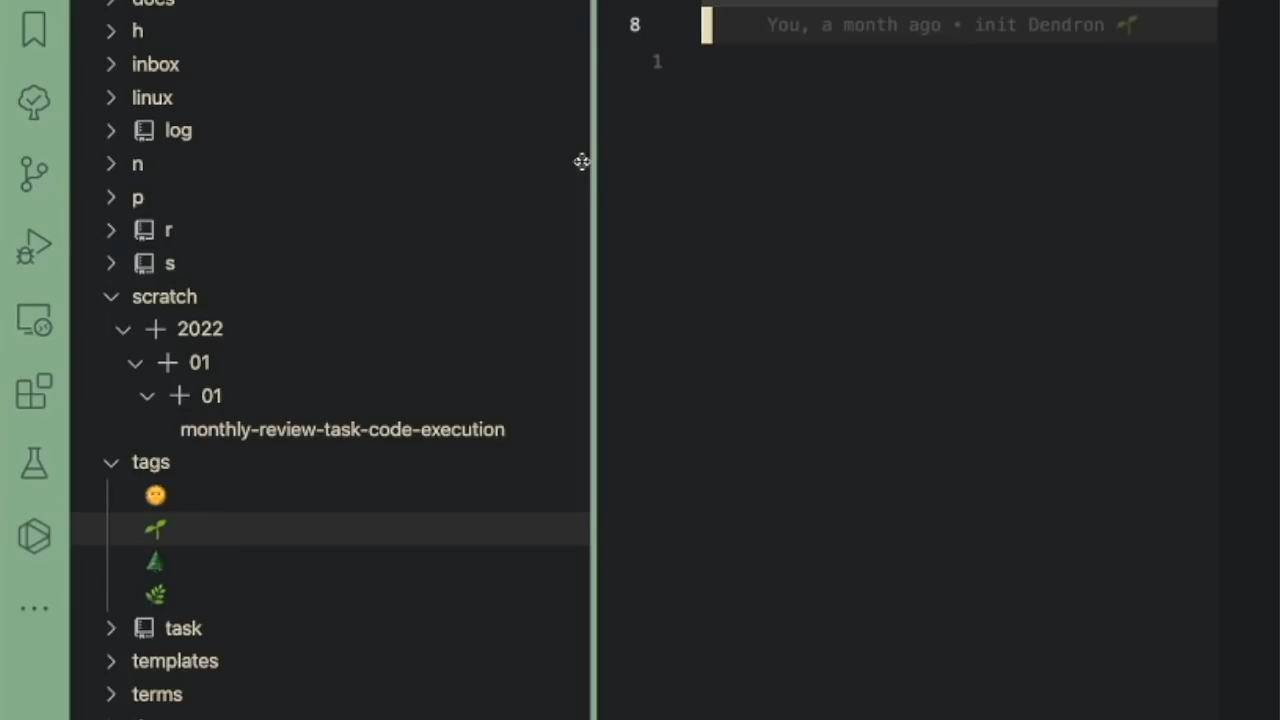 docs
h
inbox
linux
log
n
p
r
s
scratch
2022
01
01
monthly-review-task-code-execution
tags
task
templates
terms
8 You, a month ago • init Dendron 🌱
1